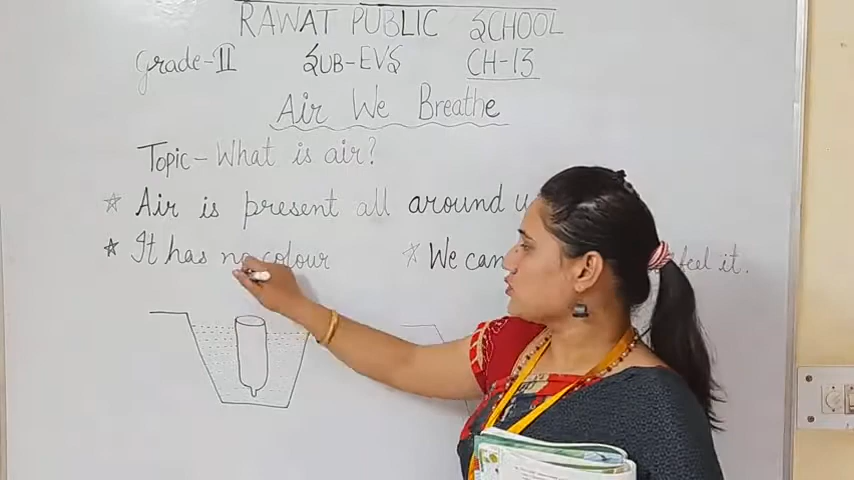 RAWAT PUBLIC SCHOOL
Grade-II SUB-EVS CH-13
Air We Breathe
Topic- What is air?
☆ Air is present all around
☆ It has no colour ☆ We can feel it.